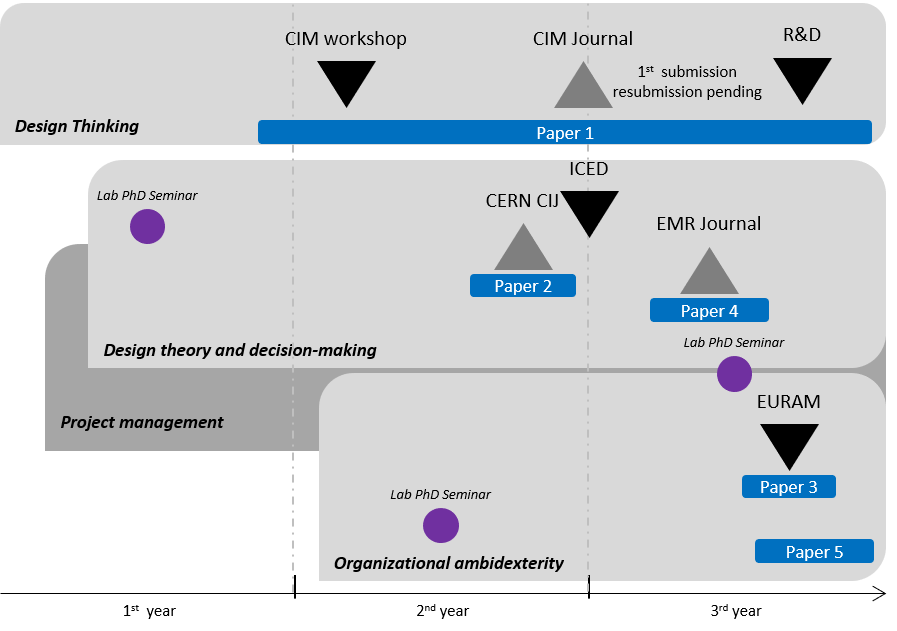 CIM workshop
CIM Journal
R&D
1st submission
resubmission pending
Design Thinking
Paper 1
ICED
Lab PhD Seminar
CERN CIJ
EMR Journal
Paper 2
Paper 4
Lab PhD Seminar
Design theory and decision-making
EURAM
Project management
Paper 3
Lab PhD Seminar
Paper 5
Organizational ambidexterity
1st year
2nd year
3rd year